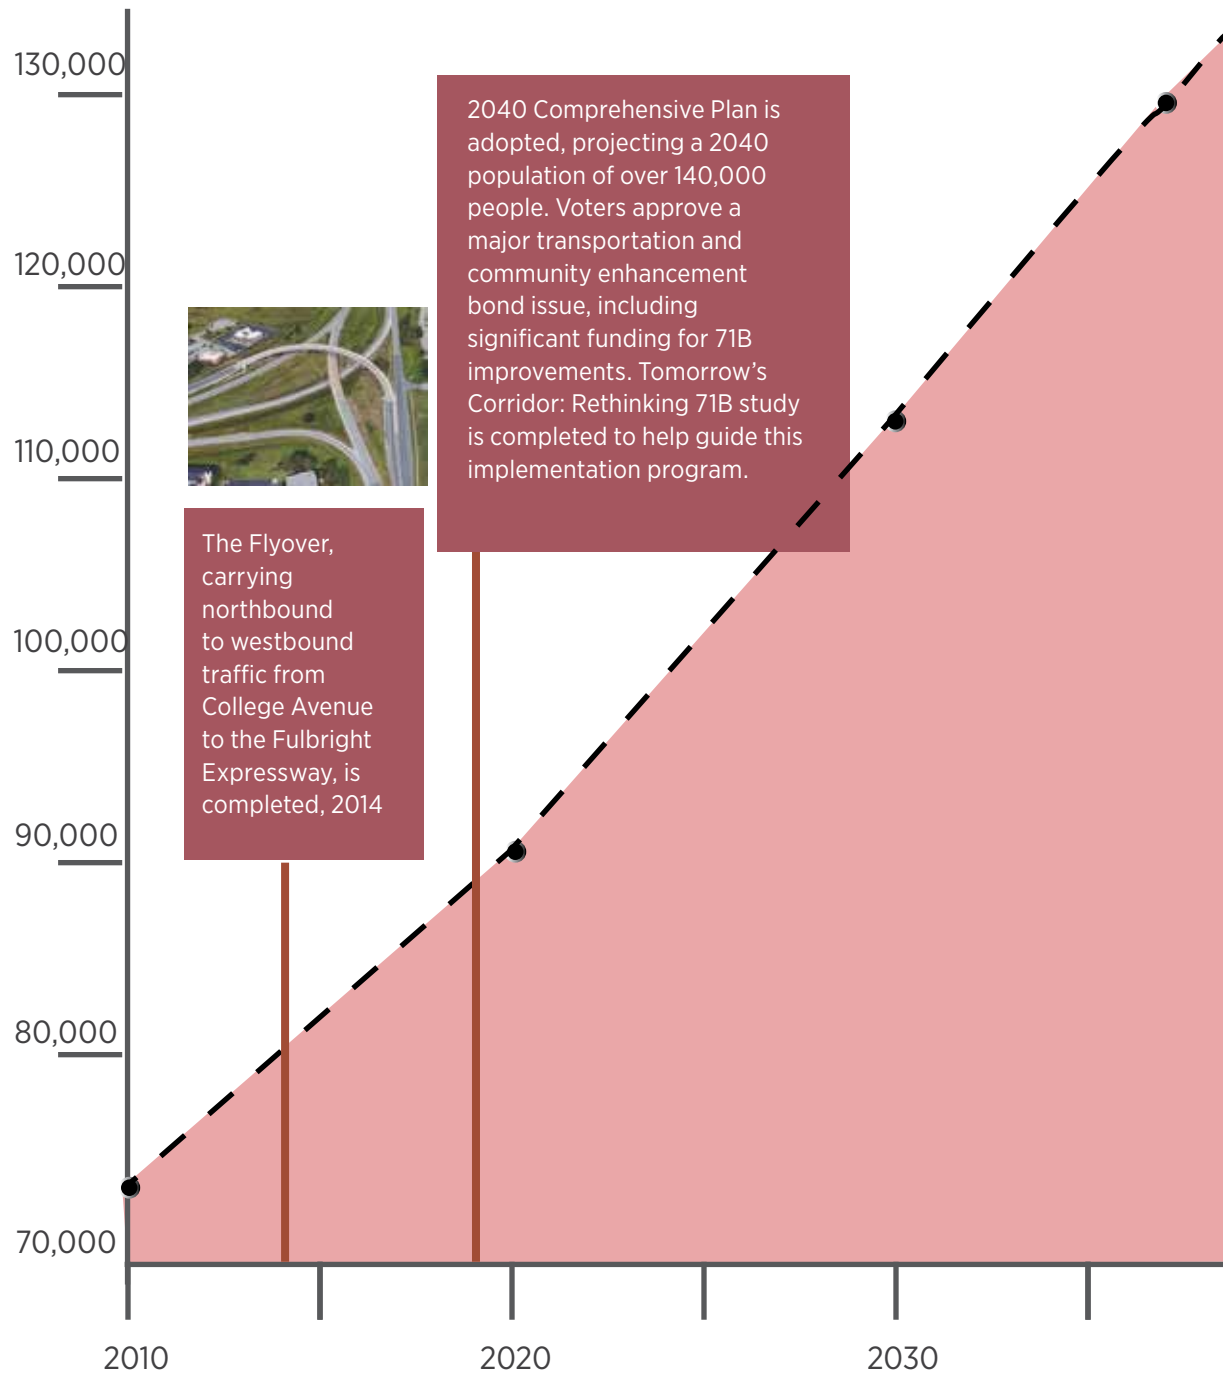 130,000
120,000
110,000
100,000
90,000
80,000
70,000
2040 Comprehensive Plan is
adopted, projecting a 2040
population of over 140,000
people. Voters approve a
major transportation and
community enhancement
bond issue, including
significant funding for 71B
improvements. Tomorrow’s
Corridor: Rethinking 71B study
is completed to help guide this
implementation program.
The Flyover,
carrying
northbound
to westbound
traffic from
College Avenue
to the Fulbright
Expressway, is
completed, 2014
2010
2020
2030